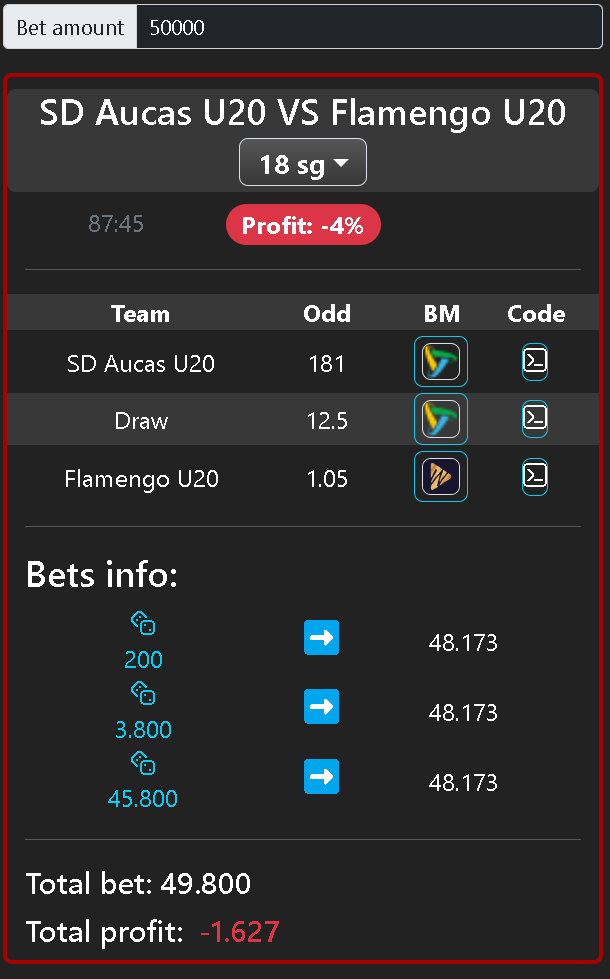 Bet amount 50000
SD Aucas U20 VS Flamengo U20
18 sg
87:45 Profit: -4%
Team Odd BM Code
SD Aucas U20 181
Draw 12.5
Flamengo U20 1.05
Bets info:
200 48.173
3.800 48.173
45.800 48.173
Total bet: 49.800
Total profit: -1.627